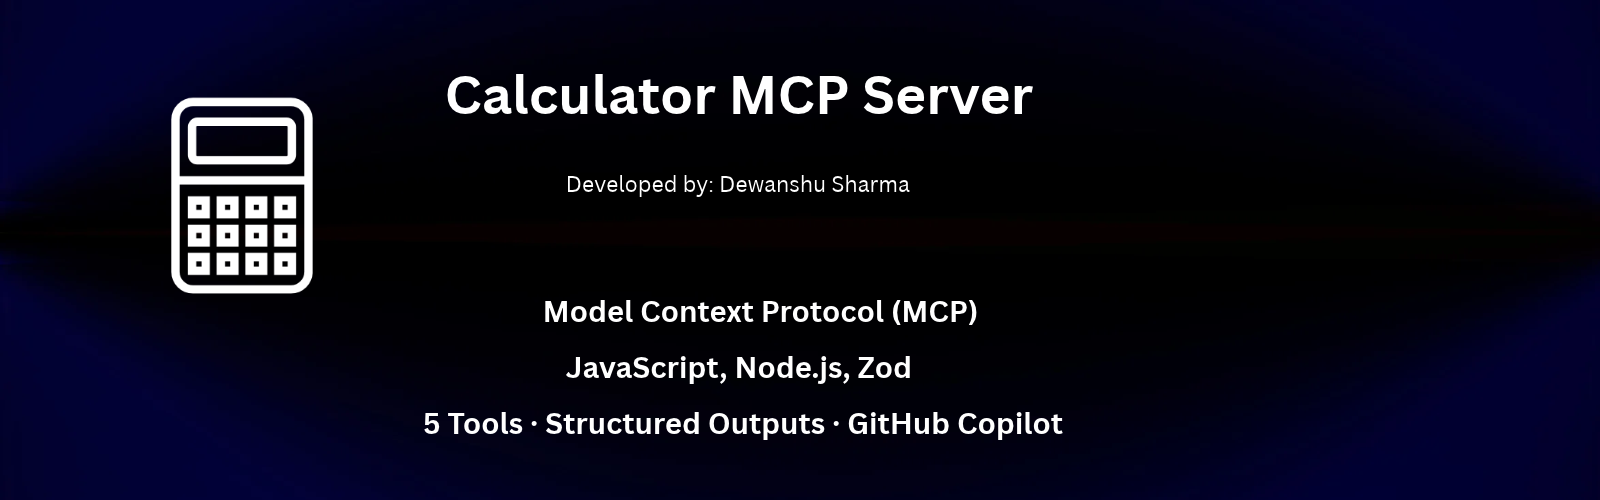 Calculator MCP Server
Developed by: Dewanshu Sharma
Model Context Protocol (MCP)
JavaScript, Node.js, Zod
5 Tools · Structured Outputs · GitHub Copilot